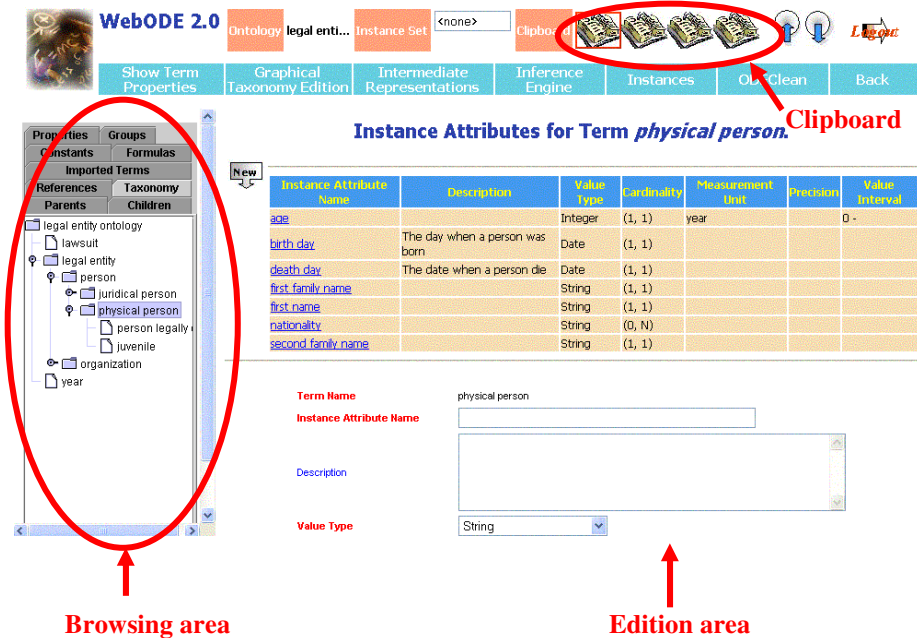 WebODE 2.0
Ontology legal enti... Instance Set <none> Clipboard Logout
Show Term Properties Graphical Taxonomy Edition Intermediate Representations Inference Engine Instances Back
Clipboard
Properties Groups
Constants Formulas
Imported Terms
References Taxonomy
Parents Children
legal entity ontology
lawsuit
legal entity
person
juridical person
physical person
person legally
juvenile
organization
year
Instance Attributes for Term physical person.
New
Instance Attribute Name Description Value Type Cardinality Measurement Unit Precision Value Interval
age Integer (1, 1) year 0 -
birth day The day when a person was born Date (1, 1)
death day The date when a person die Date (1, 1)
first family name String (1, 1)
first name String (1, 1)
nationality String (0, N)
second family name String (1, 1)
Term Name physical person
Instance Attribute Name
Description
Value Type String
Browsing area Edition area